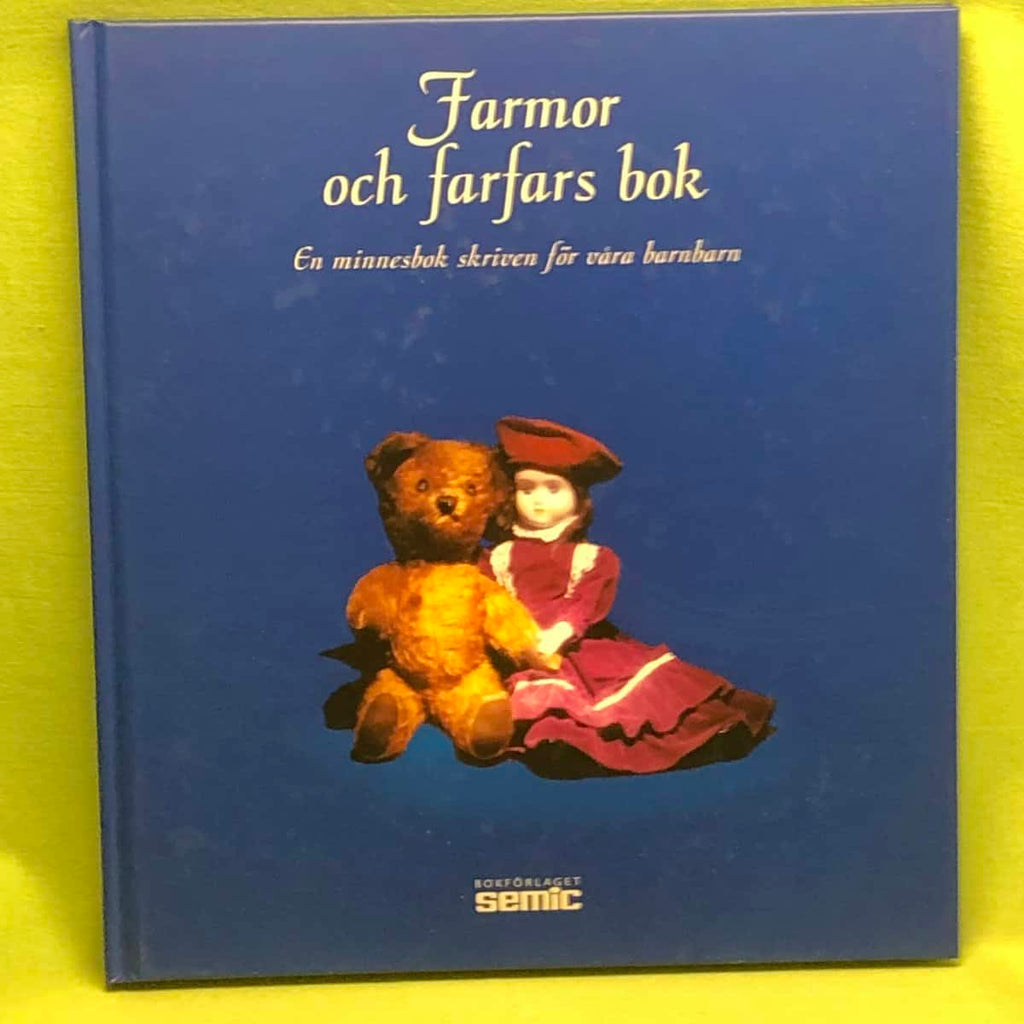 Farmor
och farfars bok
En minnesbok skriven för våra barnbarn
BOKFÖRLAGET
semic